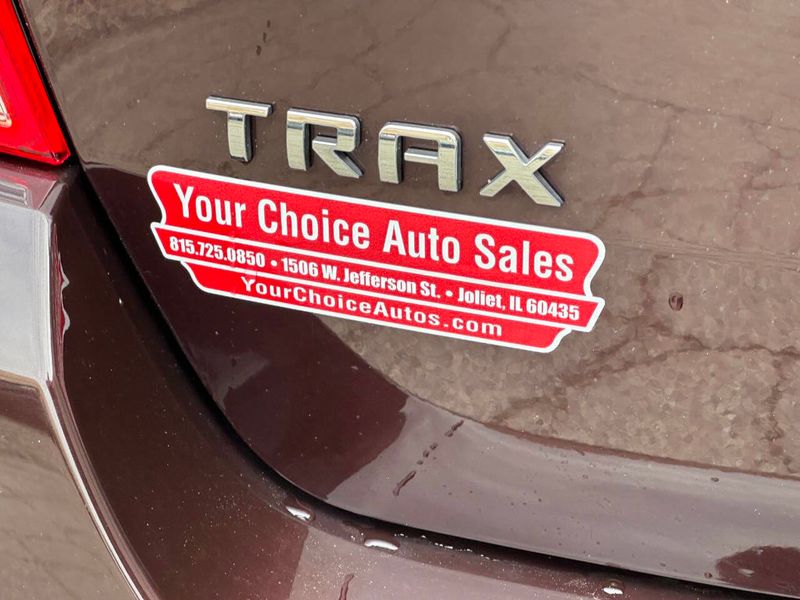 TRAX
Your Choice Auto Sales
815.725.0850 • 1506 W. Jefferson St. • Joliet, IL 60435
YourChoiceAutos.com